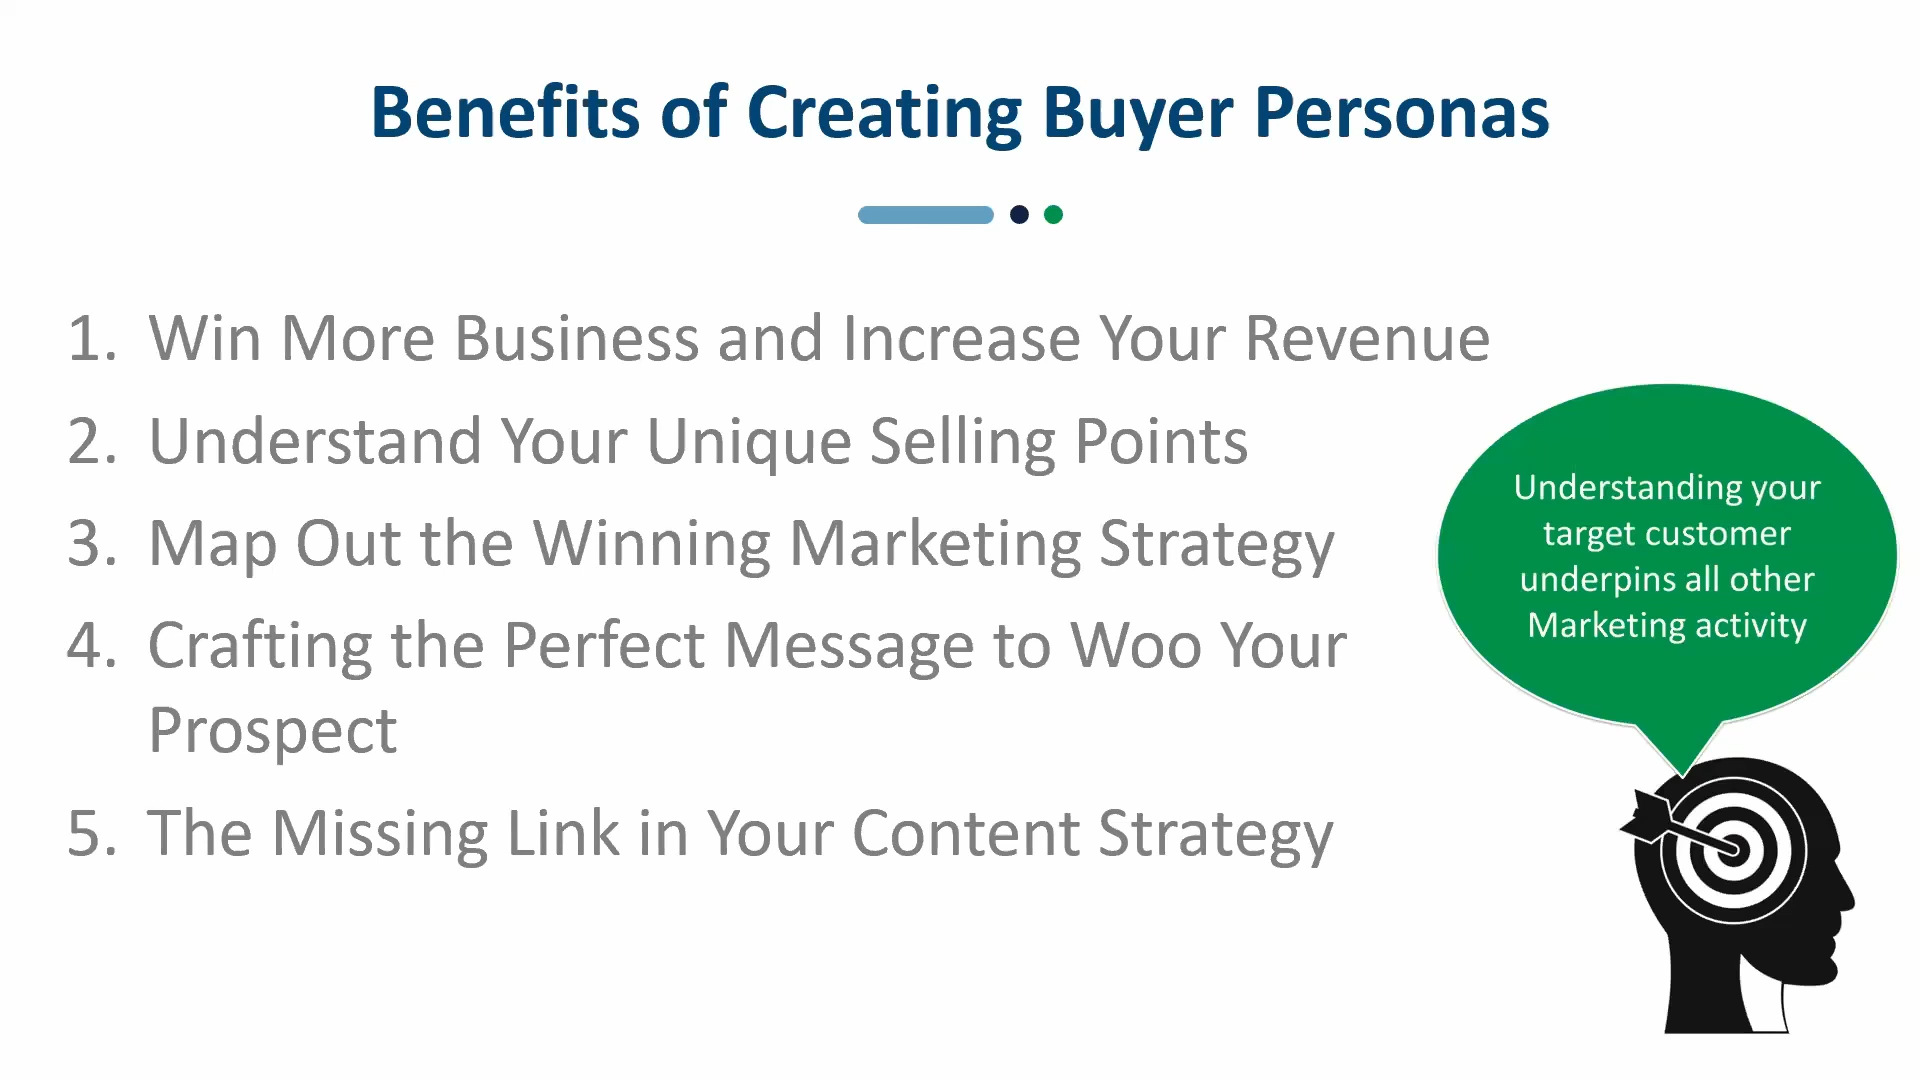 Benefits of Creating Buyer Personas
1. Win More Business and Increase Your Revenue
2. Understand Your Unique Selling Points
3. Map Out the Winning Marketing Strategy
4. Crafting the Perfect Message to Woo Your
Prospect
5. The Missing Link in Your Content Strategy
Understanding your
target customer
underpins all other
Marketing activity